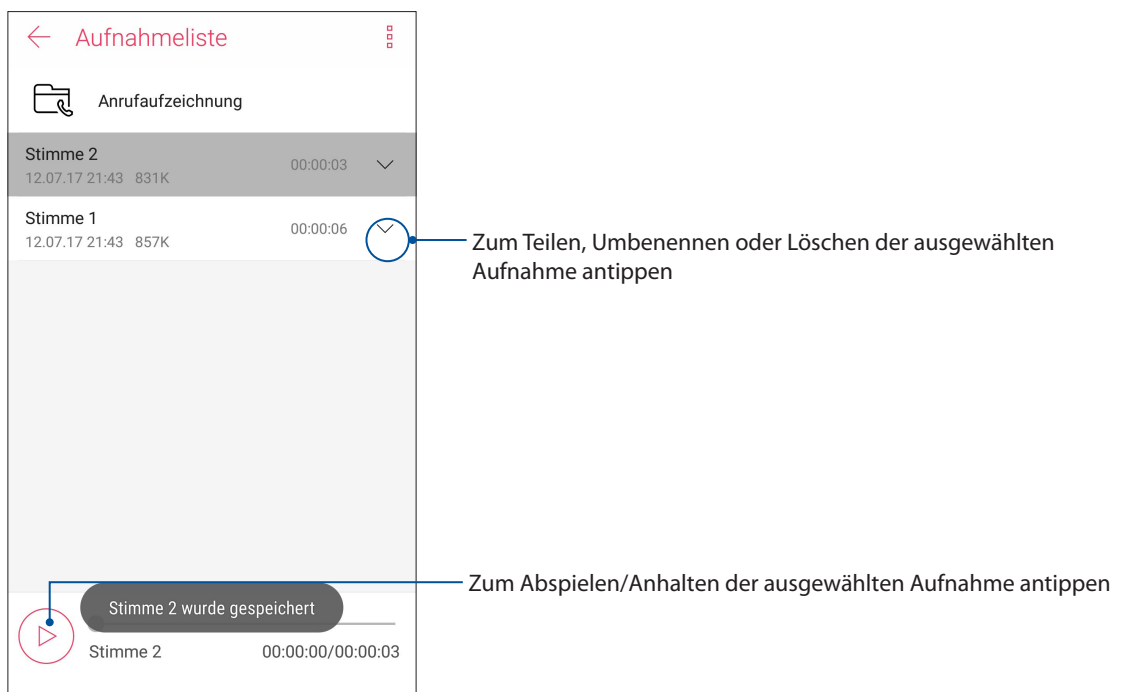 Aufnahmeliste
Anrufaufzeichnung
Stimme 2
00:00:03
12.07.17 21:43 831K
Stimme 1
00:00:06
12.07.17 21:43 857K
Zum Teilen, Umbenennen oder Löschen der ausgewählten
Aufnahme antippen
Zum Abspielen/Anhalten der ausgewählten Aufnahme antippen
Stimme 2 wurde gespeichert
Stimme 2
00:00:00/00:00:03